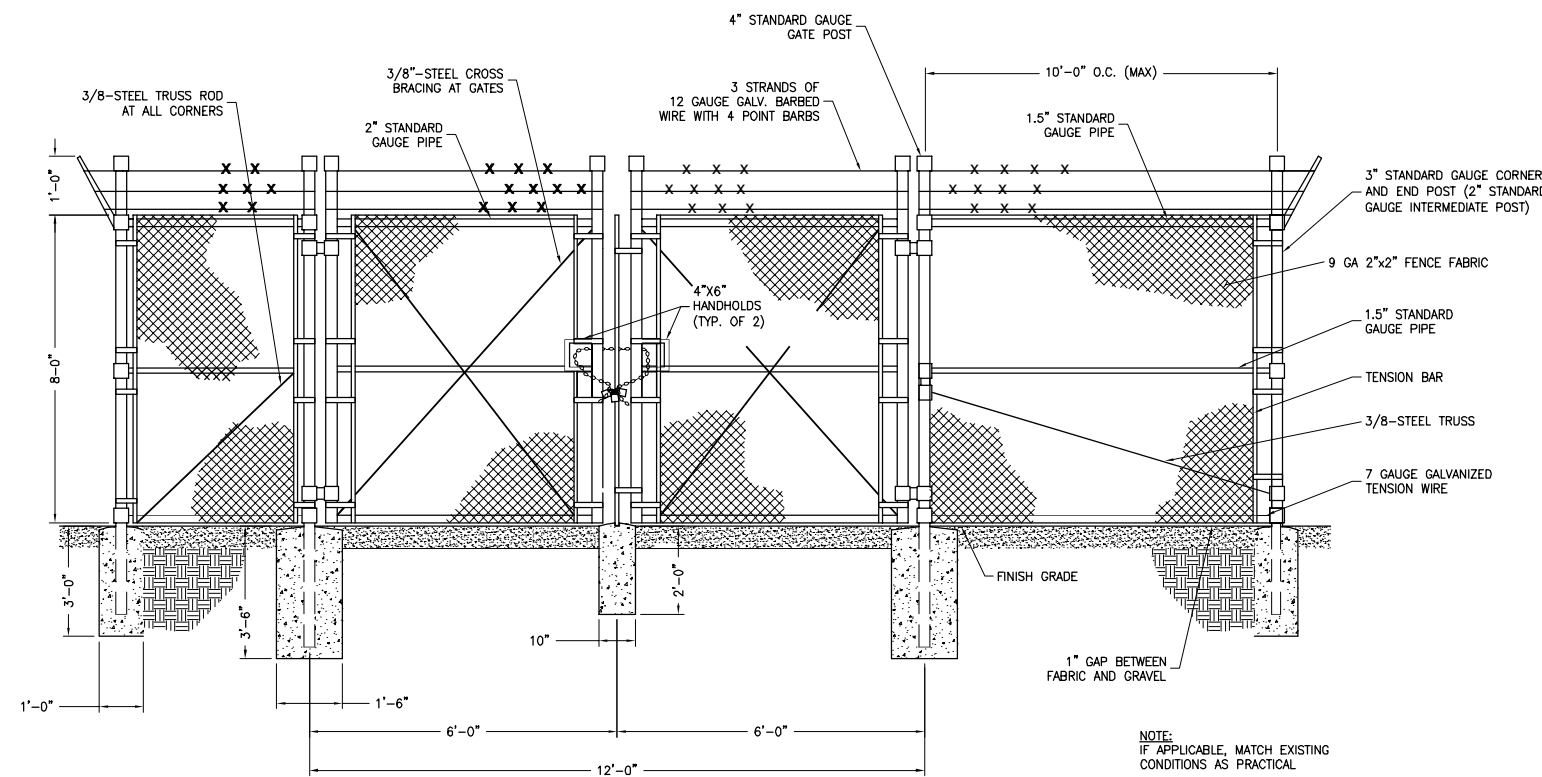 4" STANDARD GAUGE
GATE POST
3/8"-STEEL CROSS
BRACING AT GATES
3 STRANDS OF
12 GAUGE GALV. BARBED
WIRE WITH 4 POINT BARBS
10'-0" O.C. (MAX)
3/8-STEEL TRUSS ROD
AT ALL CORNERS
2" STANDARD
GAUGE PIPE
1.5" STANDARD
GAUGE PIPE
1'-0"
3" STANDARD GAUGE CORNER
AND END POST (2" STANDARD
GAUGE INTERMEDIATE POST)
9 GA 2"x2" FENCE FABRIC
4"X6"
HANDHOLDS
(TYP. OF 2)
1.5" STANDARD
GAUGE PIPE
8-0"
TENSION BAR
3/8-STEEL TRUSS
7 GAUGE GALVANIZED
TENSION WIRE
3'-0"
3'-6"
2'-0"
FINISH GRADE
10"
1" GAP BETWEEN
FABRIC AND GRAVEL
1'-0"
1'-6"
6'-0"
6'-0"
12'-0"
NOTE:
IF APPLICABLE, MATCH EXISTING
CONDITIONS AS PRACTICAL